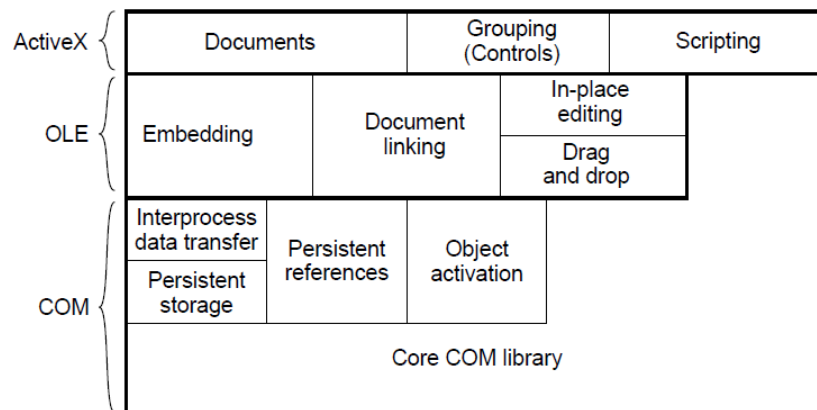 ActiveX
Documents
Grouping
(Controls)
Scripting
OLE
Embedding
Document
linking
In-place
editing
Drag
and drop
COM
Interprocess
data transfer
Persistent
storage
Persistent
references
Object
activation
Core COM library